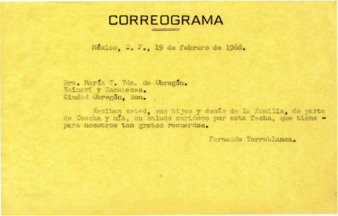 CORREOGRAMA
México, D. F., 19 de febrero de 1968.
Sra. María T. Vda. de Obregón.
Náinari y Zacatecas.
Ciudad Obregón, Son.
Reciban usted, sus hijos y demás de la familia, de parte
de Tencha y mía, un saludo cariñoso por esta fecha, que tiene -
para nosotros tan gratos recuerdos.
Fernando Torreblanca.